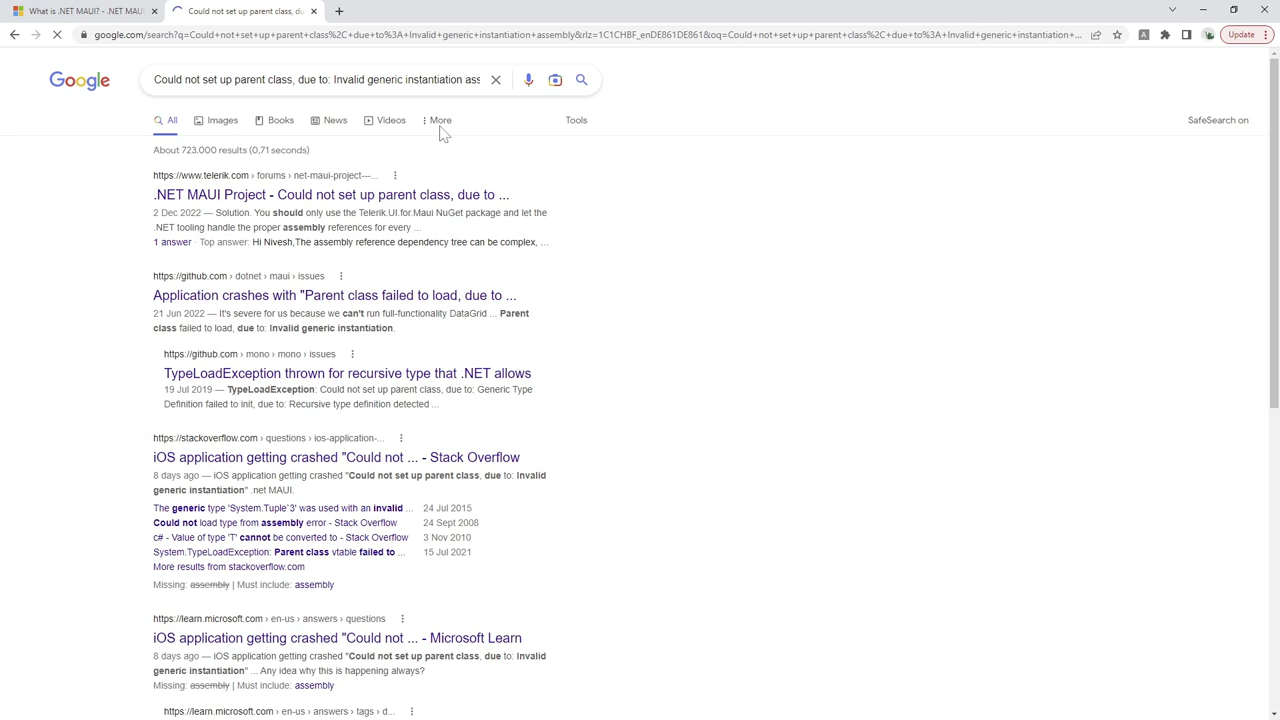 What is .NET MAUI? - .NET MAUI
Could not set up parent class, du
google.com/search?q=Could+not+set+up+parent+class%2C+due+to%3A+Invalid+generic+instantiation+assembly&rlz=1C1CHBF_enDE861DE861&oq=Could+not+set+up+parent+class%2C+due+to%3A+Invalid+generic+instantiation+...
Update
Google
Could not set up parent class, due to: Invalid generic instantiation ass
All
Images
Books
News
Videos
More
Tools
SafeSearch on
About 723.000 results (0,71 seconds)
https://www.telerik.com › forums › net-maui-project---...
.NET MAUI Project - Could not set up parent class, due to ...
2 Dec 2022 — Solution. You should only use the Telerik.UI.for.Maui NuGet package and let the
.NET tooling handle the proper assembly references for every ...
1 answer · Top answer: Hi Nivesh,The assembly reference dependency tree can be complex, ...
https://github.com › dotnet › maui › issues
Application crashes with "Parent class failed to load, due to ...
21 Jun 2022 — It's severe for us because we can't run full-functionality DataGrid ... Parent
class failed to load, due to: Invalid generic instantiation.
https://github.com › mono › mono › issues
TypeLoadException thrown for recursive type that .NET allows
19 Jul 2019 — TypeLoadException: Could not set up parent class, due to: Generic Type
Definition failed to init, due to: Recursive type definition detected ...
https://stackoverflow.com › questions › ios-application-...
iOS application getting crashed "Could not ... - Stack Overflow
8 days ago — iOS application getting crashed "Could not set up parent class, due to: Invalid
generic instantiation" .net MAUI.
The generic type 'System.Tuple`3' was used with an invalid ... 24 Jul 2015
Could not load type from assembly error - Stack Overflow 24 Sept 2008
c# - Value of type 'T' cannot be converted to - Stack Overflow 3 Nov 2010
System.TypeLoadException: Parent class vtable failed to ... 15 Jul 2021
More results from stackoverflow.com
Missing: assembly | Must include: assembly
https://learn.microsoft.com › en-us › answers › questions
iOS application getting crashed "Could not ... - Microsoft Learn
8 days ago — iOS application getting crashed "Could not set up parent class, due to: Invalid
generic instantiation" ... Any idea why this is happening always?
Missing: assembly | Must include: assembly
https://learn.microsoft.com › en-us › answers › tags › d...